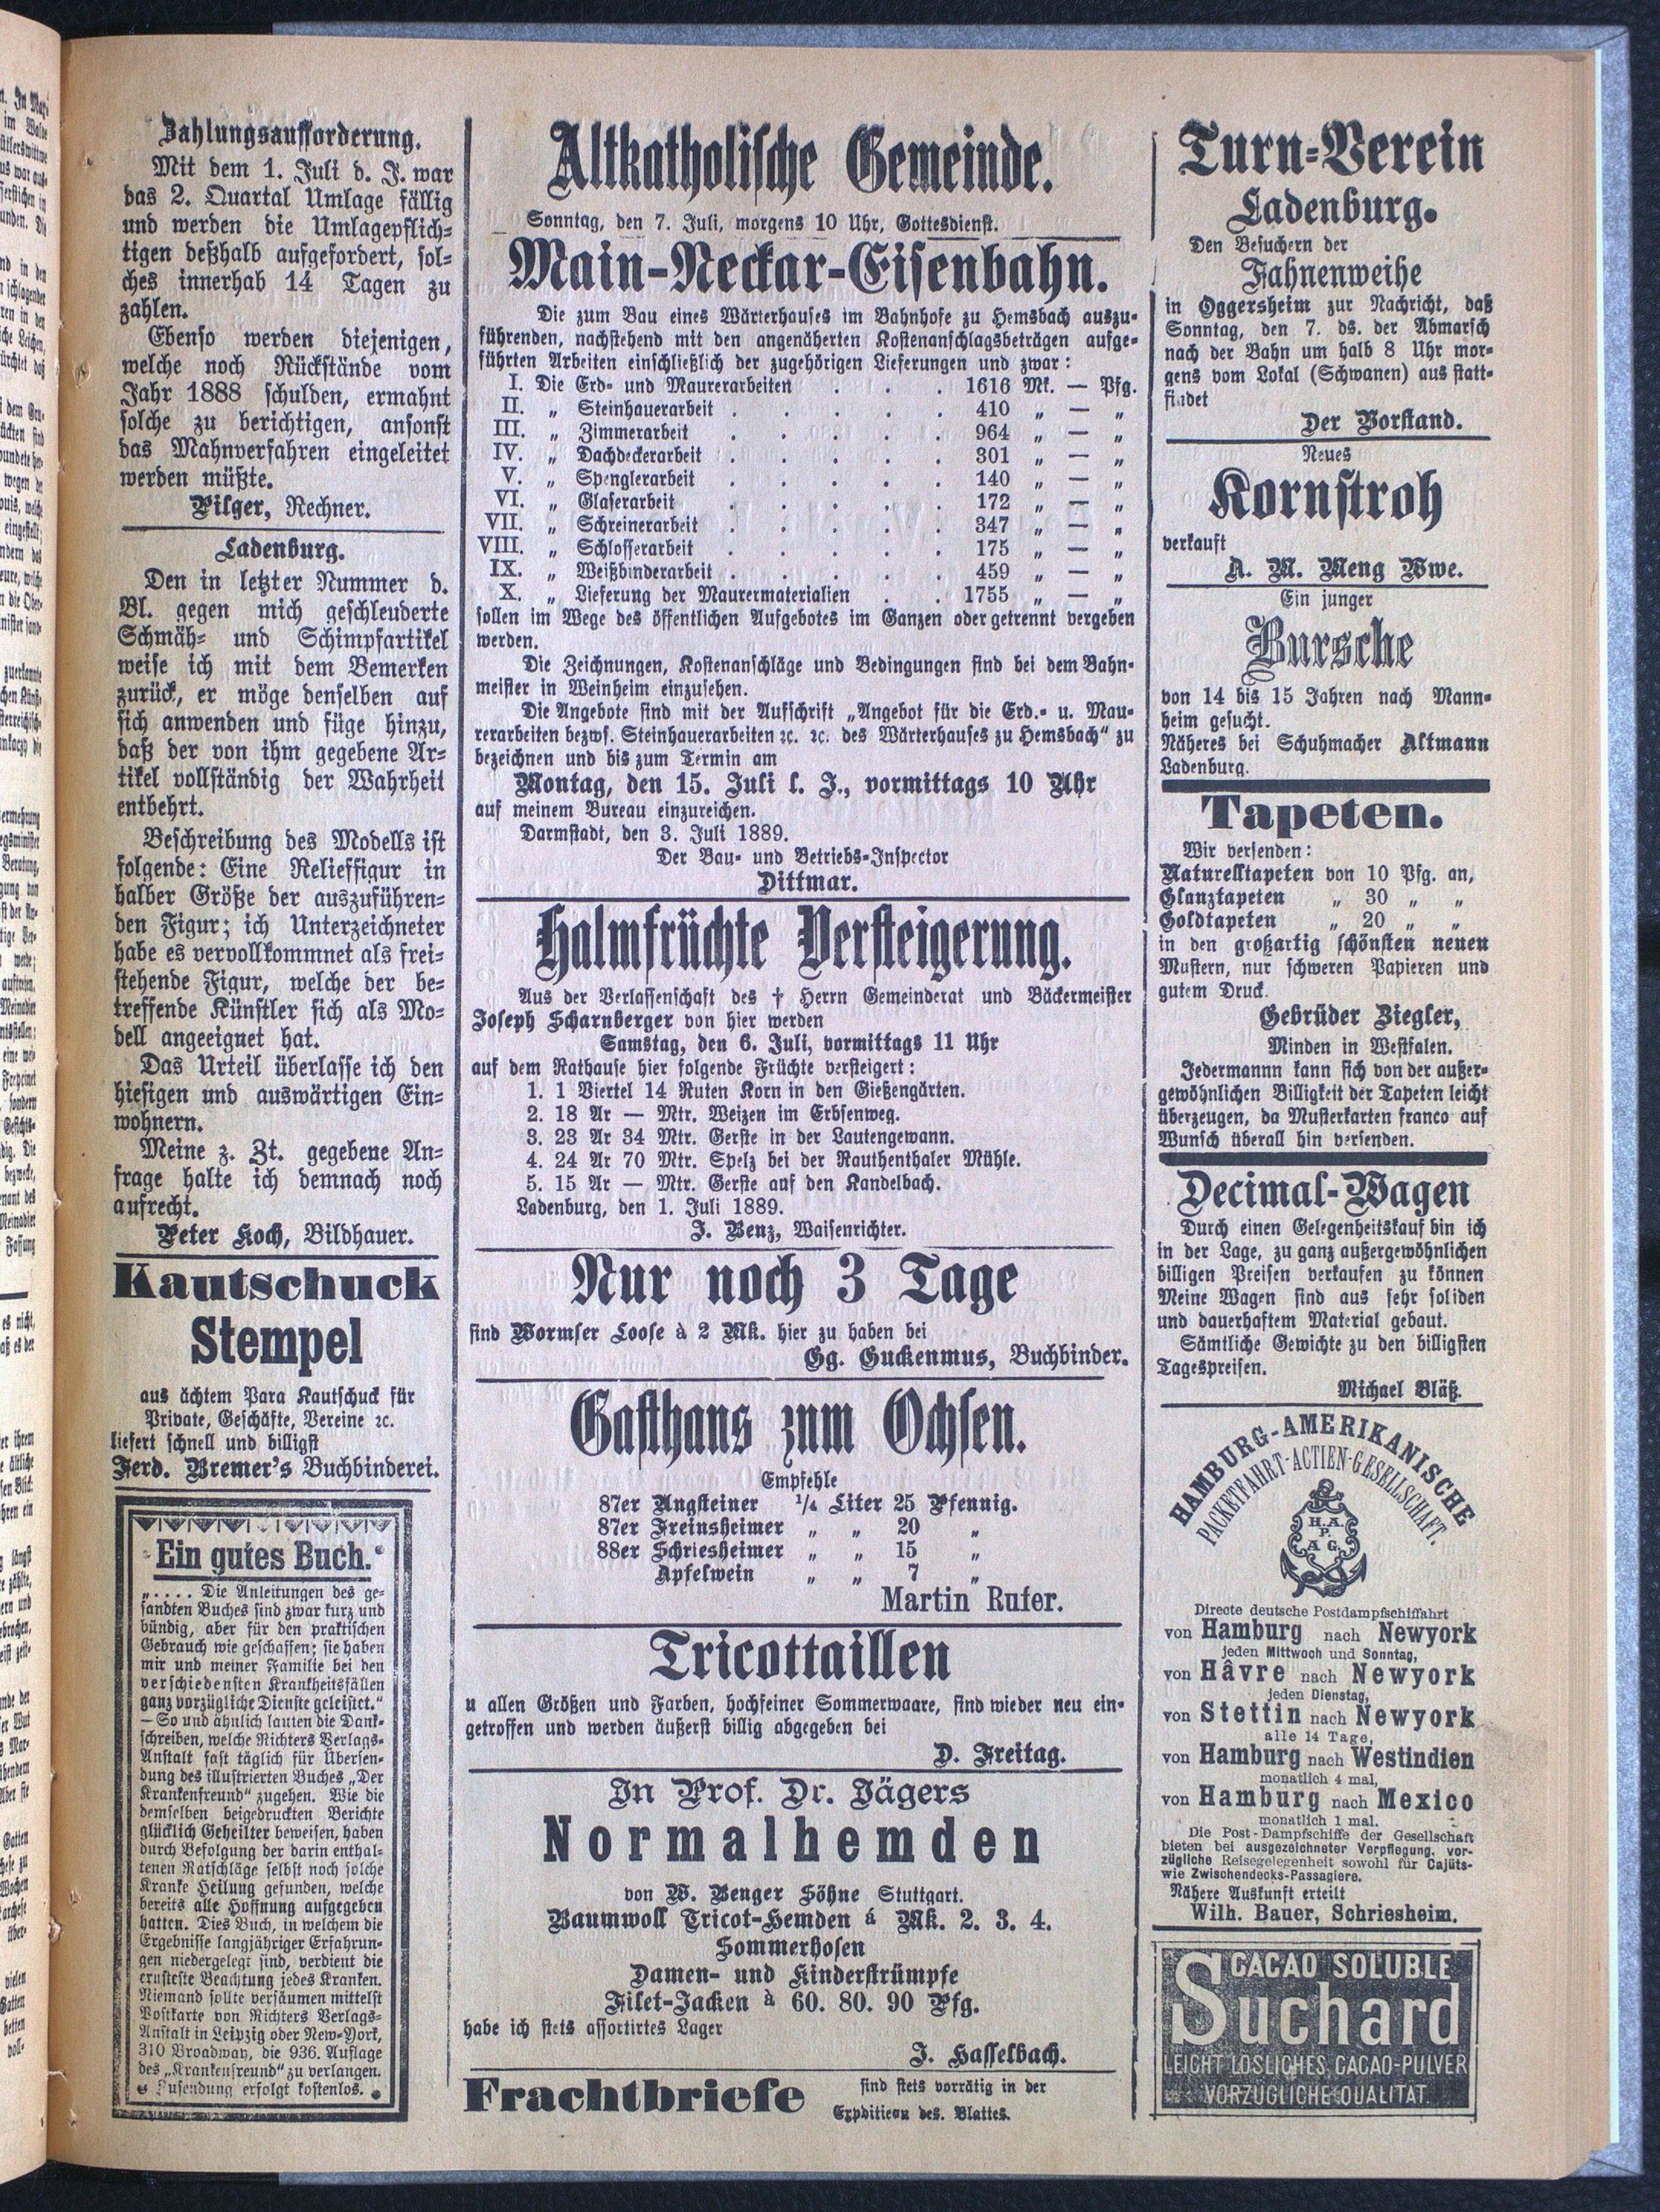 Zahlungsaufforderung.
Mit dem 1. Juli d. J. war
das 2. Quartal Umlage fällig
und werden die Umlagepflich=
tigen deßhalb aufgefordert, sol=
ches innerhab 14 Tagen zu
zahlen.
Ebenso werden diejenigen,
welche noch Rückstände vom
Jahr 1888 schulden, ermahnt
solche zu berichtigen, ansonst
das Mahnverfahren eingeleitet
werden müßte.
Pilger, Rechner.
Ladenburg.
Den in letzter Nummer d.
Bl. gegen mich geschleuderte
Schmäh= und Schimpfartikel
weise ich mit dem Bemerken
zurück, er möge denselben auf
sich anwenden und füge hinzu,
daß der von ihm gegebene Ar=
tikel vollständig der Wahrheit
entbehrt.
Beschreibung des Modells ist
folgende: Eine Relieffigur in
halber Größe der auszuführen=
den Figur; ich Unterzeichneter
habe es vervollkommnet als frei=
stehende Figur, welche der be=
treffende Künstler sich als Mo=
dell angeeignet hat.
Das Urteil überlasse ich den
hiesigen und auswärtigen Ein=
wohnern.
Meine z. Zt. gegebene An=
frage halte ich demnach noch
aufrecht.
Peter Koch, Bildhauer.
Kautschuck
Stempel
aus ächtem Para Kautschuck für
Private, Geschäfte, Vereine ꝛc.
liefert schnell und billigst
Ferd. Bremer's Buchbinderei.
Ein gutes Buch.
„.... Die Anleitungen des ge=
sandten Buches sind zwar kurz und
bündig, aber für den praktischen
Gebrauch wie geschaffen; sie haben
mir und meiner Familie bei den
verschiedensten Krankheitsfällen
ganz vorzügliche Dienste geleistet.“
— So und ähnlich lauten die Dank=
schreiben, welche Richters Verlags=
Anstalt fast täglich für Übersen=
dung des illustrierten Buches „Der
Krankenfreund“ zugehen. Wie die
demselben beigedruckten Berichte
glücklich Geheilter beweisen, haben
durch Befolgung der darin enthal=
tenen Ratschläge selbst noch solche
Kranke Heilung gefunden, welche
bereits alle Hoffnung aufgegeben
hatten. Dies Buch, in welchem die
Ergebnisse langjähriger Erfahrun=
gen niedergelegt sind, verdient die
ernsteste Beachtung jedes Kranken.
Niemand sollte versäumen mittelst
Postkarte von Richters Verlags=
Anstalt in Leipzig oder New=York,
310 Broadway, die 936. Auflage
des „Krankenfreund“ zu verlangen.
Zusendung erfolgt kostenlos.
Altkatholische Gemeinde.
Sonntag, den 7. Juli, morgens 10 Uhr, Gottesdienst.
Main=Neckar=Eisenbahn.
Die zum Bau eines Wärterhauses im Bahnhofe zu Hemsbach auszu=
führenden, nachstehend mit den angenäherten Kostenanschlagsbeträgen aufge=
führten Arbeiten einschließlich der zugehörigen Lieferungen und zwar:
I. Die Erd= und Maurerarbeiten . . . 1616 Mk. — Pfg.
II. „ Steinhauerarbeit . . . . . 410 „ — „
III. „ Zimmerarbeit . . . . . 964 „ — „
IV. „ Dachdeckerarbeit . . . . . 301 „ — „
V. „ Spenglerarbeit . . . . . 140 „ — „
VI. „ Glaserarbeit . . . . . 172 „ — „
VII. „ Schreinerarbeit . . . . . 347 „ — „
VIII. „ Schlosserarbeit . . . . . 175 „ — „
IX. „ Weißbinderarbeit . . . . . 459 „ — „
X. „ Lieferung der Maurermaterialien . . 1755 „ — „
sollen im Wege des öffentlichen Aufgebotes im Ganzen oder getrennt vergeben
werden.
Die Zeichnungen, Kostenanschläge und Bedingungen sind bei dem Bahn=
meister in Weinheim einzusehen.
Die Angebote sind mit der Aufschrift „Angebot für die Erd.= u. Mau=
rerarbeiten bezws. Steinhauerarbeiten ꝛc. ꝛc. des Wärterhauses zu Hemsbach“ zu
bezeichnen und bis zum Termin am
Montag, den 15. Juli l. J., vormittags 10 Uhr
auf meinem Bureau einzureichen.
Darmstadt, den 3. Juli 1889.
Der Bau= und Betriebs=Inspector
Dittmar.
Halmfrüchte Versteigerung.
Aus der Verlassenschaft des † Herrn Gemeinderat und Bäckermeister
Joseph Scharnberger von hier werden
Samstag, den 6. Juli, vormittags 11 Uhr
auf dem Rathause hier folgende Früchte versteigert:
1. 1 Viertel 14 Ruten Korn in den Gießengärten.
2. 18 Ar — Mtr. Weizen im Erbsenweg.
3. 23 Ar 34 Mtr. Gerste in der Lautengewann.
4. 24 Ar 70 Mtr. Spelz bei der Rauthenthaler Mühle.
5. 15 Ar — Mtr. Gerste auf den Kandelbach.
Ladenburg, den 1. Juli 1889.
J. Benz, Waisenrichter.
Nur noch 3 Tage
sind Wormser Loose à 2 Mk. hier zu haben bei
Gg. Guckenmus, Buchbinder.
Gasthaus zum Ochsen.
Empfehle
87er Ungsteiner ¼ Liter 25 Pfennig.
87er Freinsheimer „ „ 20 „
88er Schriesheimer „ „ 15 „
Apfelwein „ „ 7 „
Martin Rufer.
Tricottaillen
u allen Größen und Farben, hochfeiner Sommerwaare, sind wieder neu ein=
getroffen und werden äußerst billig abgegeben bei
D. Freitag.
In Prof. Dr. Jägers
Normalhemden
von W. Benger Söhne Stuttgart.
Baumwoll Tricot=Hemden á Mk. 2. 3. 4.
Sommerhosen
Damen= und Kinderstrümpfe
Filet=Jacken à 60. 80. 90 Pfg.
habe ich stets assortirtes Lager
J. Hasselbach.
Frachtbriefe
sind stets vorrätig in der
Expditieon des. Blattes.
Turn=Verein
Ladenburg.
Den Besuchern der
Fahnenweihe
in Oggersheim zur Nachricht, daß
Sonntag, den 7. ds. der Abmarsch
nach der Bahn um halb 8 Uhr mor=
gens vom Lokal (Schwanen) aus statt=
findet
Der Vorstand.
Neues
Kornstroh
verkauft
A. M. Meng Wwe.
Ein junger
Bursche
von 14 bis 15 Jahren nach Mann=
heim gesucht.
Näheres bei Schuhmacher Altmann
Ladenburg.
Tapeten.
Wir versenden:
Naturelltapeten von 10 Pfg. an,
Glanztapeten „ 30 „ „
Goldtapeten „ 20 „ „
in den großartig schönsten neuen
Mustern, nur schweren Papieren und
gutem Druck.
Gebrüder Ziegler,
Minden in Westfalen.
Jedermannn kann sich von der außer=
gewöhnlichen Billigkeit der Tapeten leicht
überzeugen, da Musterkarten franco auf
Wunsch überall hin versenden.
Decimal=Wagen
Durch einen Gelegenheitskauf bin ich
in der Lage, zu ganz außergewöhnlichen
billigen Preisen verkaufen zu können
Meine Wagen sind aus sehr soliden
und dauerhaftem Material gebaut.
Sämtliche Gewichte zu den billigsten
Tagespreisen.
Michael Bläß.
HAMBURG-AMERIKANISCHE
PACKETFAHRT-ACTIEN-GESELLSCHAFT.
H.A.
P.
A. G.
Directe deutsche Postdampfschiffahrt
von Hamburg nach Newyork
jeden Mittwoch und Sonntag,
von Hâvre nach Newyork
jeden Dienstag,
von Stettin nach Newyork
alle 14 Tage,
von Hamburg nach Westindien
monatlich 4 mal,
von Hamburg nach Mexico
monatlich 1 mal.
Die Post-Dampfschiffe der Gesellschaft
bieten bei ausgezeichneter Verpflegung, vor-
zügliche Reisegelegenheit sowohl für Cajüts-
wie Zwischendecks-Passagiere.
Nähere Auskunft erteilt
Wilh. Bauer, Schriesheim.
CACAO SOLUBLE
Suchard
LEICHT LÖSLICHES CACAO-PULVER
VORZÜGLICHE QUALITÄT.